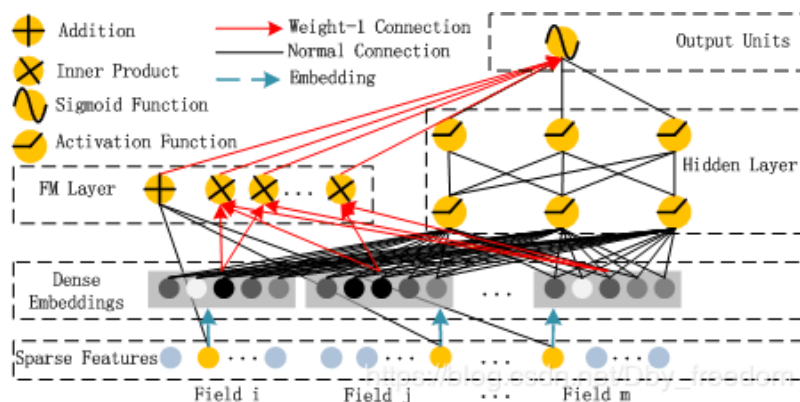 Addition
Inner Product
Sigmoid Function
Activation Function
Weight-1 Connection
Normal Connection
Embedding
Output Units
Hidden Layer
FM Layer
...
Dense
Embeddings
...
Sparse Features
... ... ... ...
Field i Field j ... Field m
https://blog.csdn.net/Dby_freedom